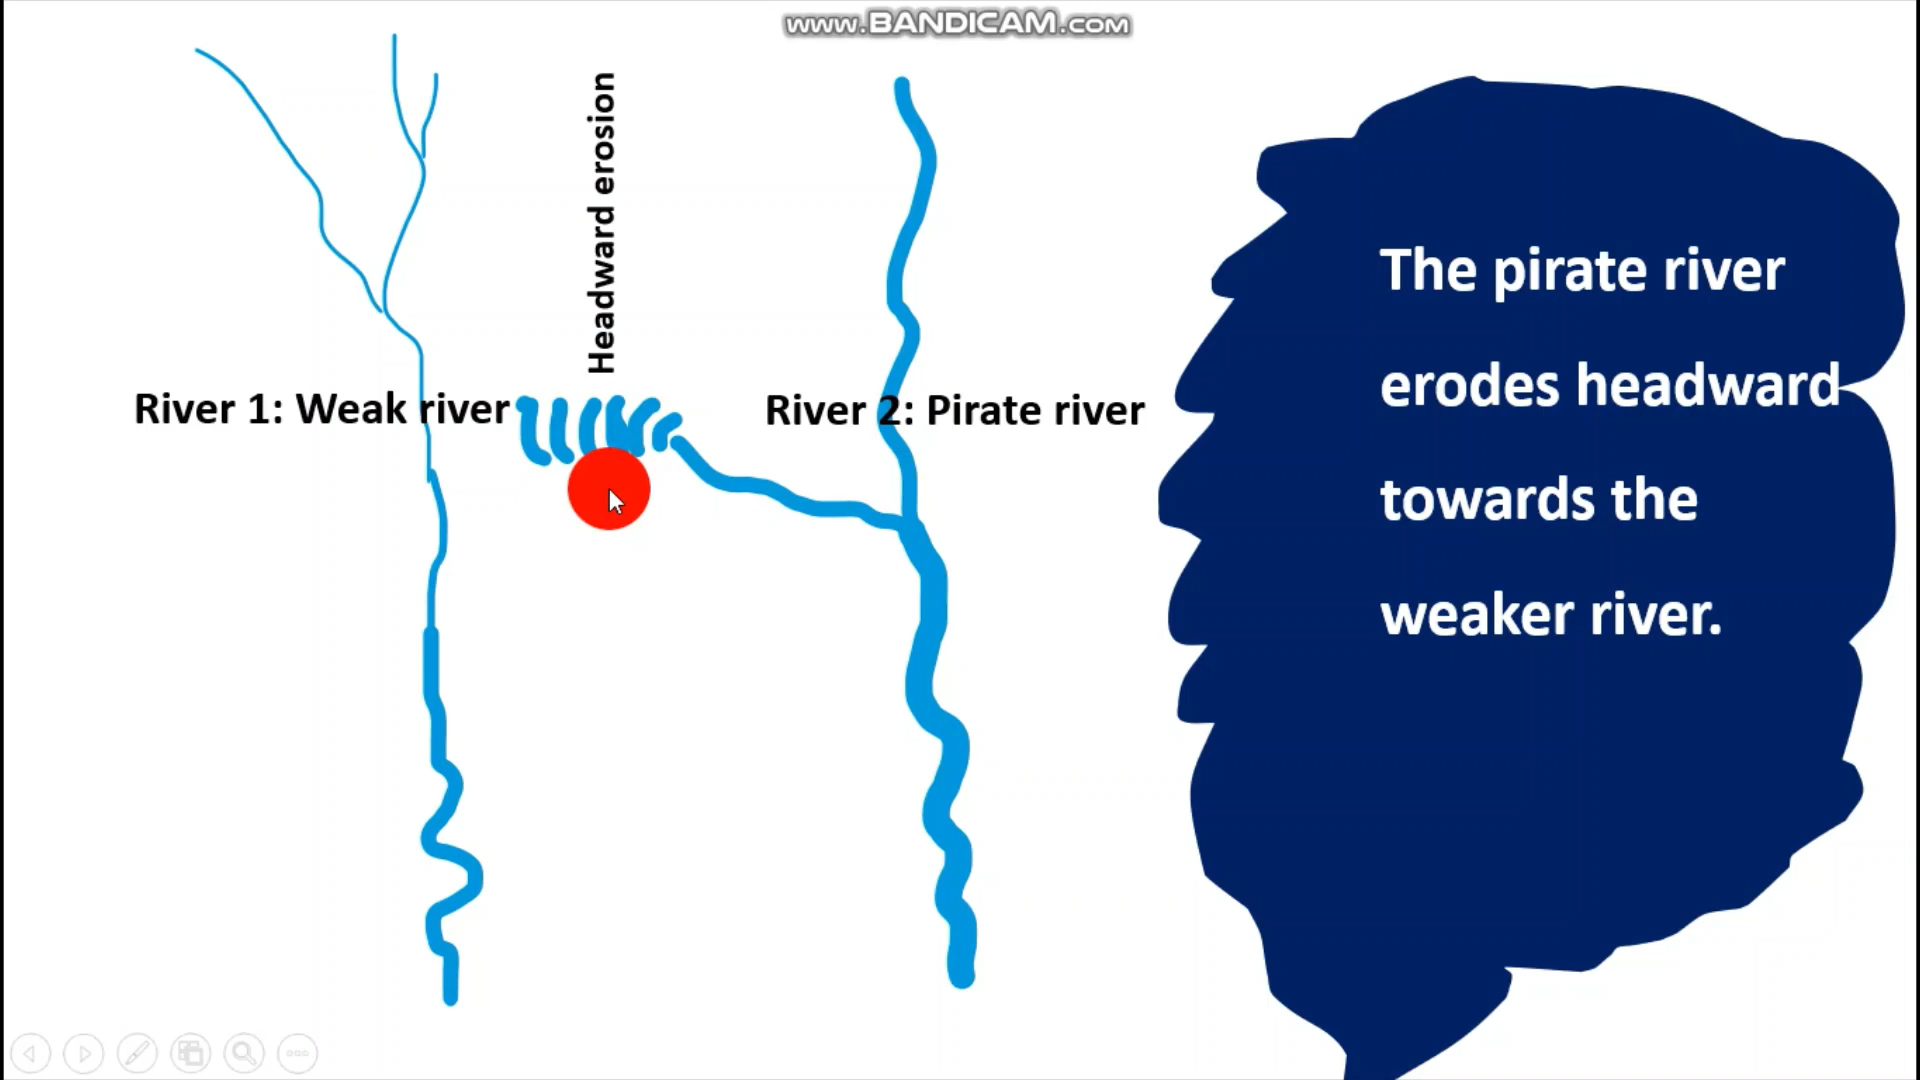 www.BANDICAM.com
Headward erosion
River 1: Weak river
River 2: Pirate river
The pirate river
erodes headward
towards the
weaker river.